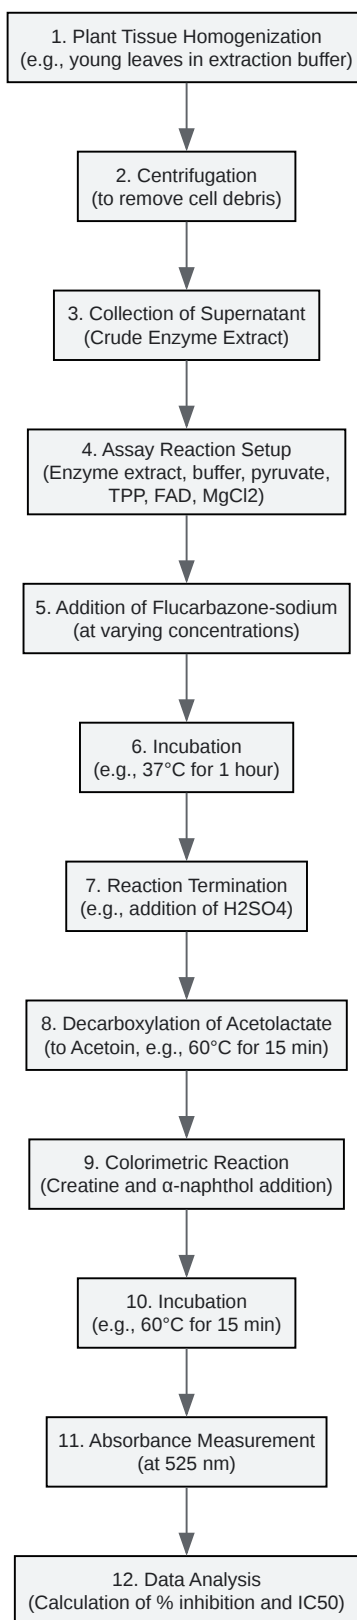 1. Plant Tissue Homogenization
(e.g., young leaves in extraction buffer)
2. Centrifugation
(to remove cell debris)
3. Collection of Supernatant
(Crude Enzyme Extract)
4. Assay Reaction Setup
(Enzyme extract, buffer, pyruvate,
TPP, FAD, MgCl2)
5. Addition of Flucarbazone-sodium
(at varying concentrations)
6. Incubation
(e.g., 37°C for 1 hour)
7. Reaction Termination
(e.g., addition of H2SO4)
8. Decarboxylation of Acetolactate
(to Acetoin, e.g., 60°C for 15 min)
9. Colorimetric Reaction
(Creatine and α-naphthol addition)
10. Incubation
(e.g., 60°C for 15 min)
11. Absorbance Measurement
(at 525 nm)
12. Data Analysis
(Calculation of % inhibition and IC50)